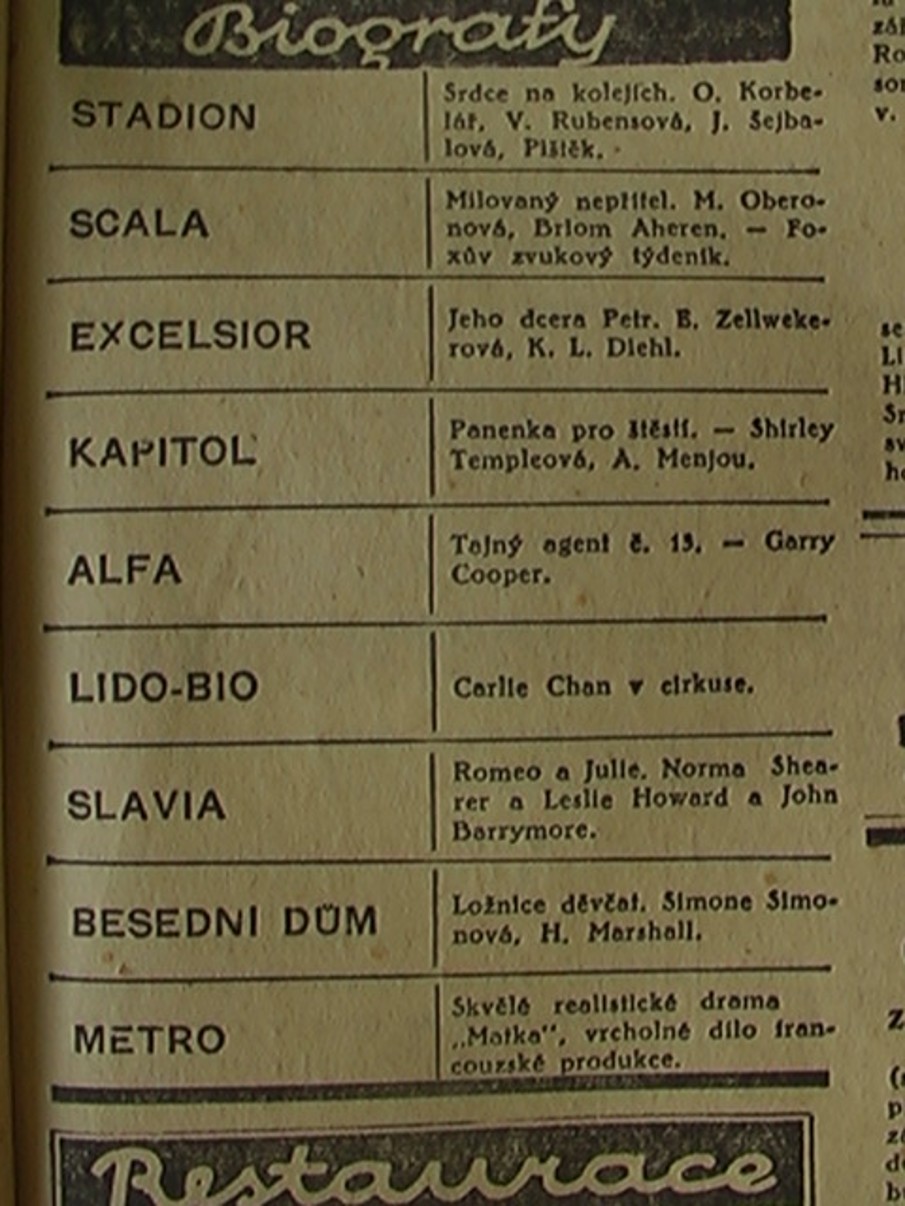 Biografy
STADION
Srdce na kolejích. O. Korbe-
lář, V. Rubensová, J. Sejba-
lová, Pištěk.
SCALA
Milovaný nepřítel. M. Obero-
nová, Briom Aheren. — Fo-
xův zvukový týdeník.
EXCELSIOR
Jeho dcera Petr. B. Zellweke-
rová, K. L. Diehl.
KAPITOL
Panenka pro štěstí. — Shirley
Templeová, A. Menjou.
ALFA
Tajný agent č. 13. — Garry
Cooper.
LIDO-BIO
Carlie Chan v cirkuse.
SLAVIA
Romeo a Julie. Norma Shea-
rer a Leslie Howard a John
Barrymore.
BESEDNÍ DŮM
Ložnice děvčat. Simone Simo-
nová, H. Marshall.
METRO
Skvělé realistické drama
„Matka“, vrcholné dílo fran-
couzské produkce.
Restaurace